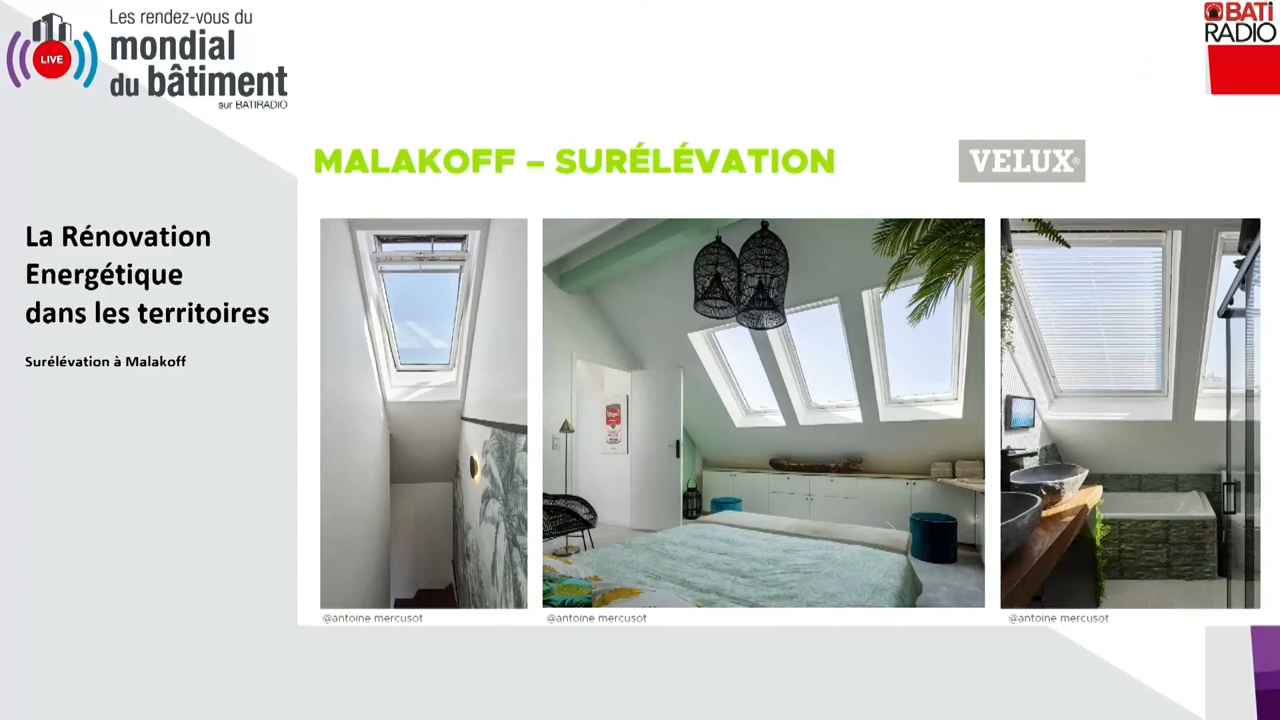 Les rendez-vous du
mondial
du bâtiment
sur BATIRADIO
LIVE
BATI
RADIO
MALAKOFF – SURÉLÉVATION
VELUX®
La Rénovation
Energétique
dans les territoires
Surélévation à Malakoff
@antoine mercusot
@antoine mercusot
@antoine mercusot